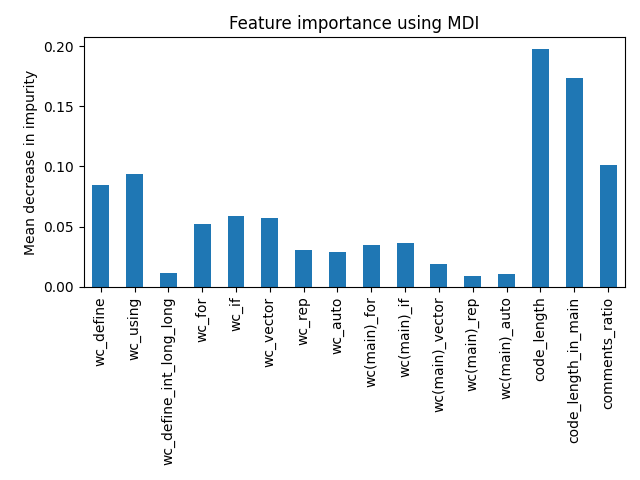 Feature importance using MDI
Mean decrease in impurity
0.20
0.15
0.10
0.05
0.00
wc_define
wc_using
wc_define_int_long_long
wc_for
wc_if
wc_vector
wc_rep
wc_auto
wc(main)_for
wc(main)_if
wc(main)_vector
wc(main)_rep
wc(main)_auto
code_length
code_length_in_main
comments_ratio